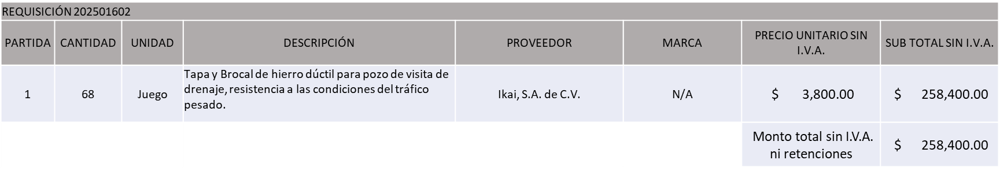 REQUISICIÓN 202501602
PARTIDA CANTIDAD UNIDAD DESCRIPCIÓN PROVEEDOR MARCA PRECIO UNITARIO SIN I.V.A. SUB TOTAL SIN I.V.A.
1 68 Juego
Tapa y Brocal de hierro dúctil para pozo de visita de
drenaje, resistencia a las condiciones del tráfico
pesado.
Ikai, S.A. de C.V. N/A $ 3,800.00 $ 258,400.00
Monto total sin I.V.A.
ni retenciones
$ 258,400.00